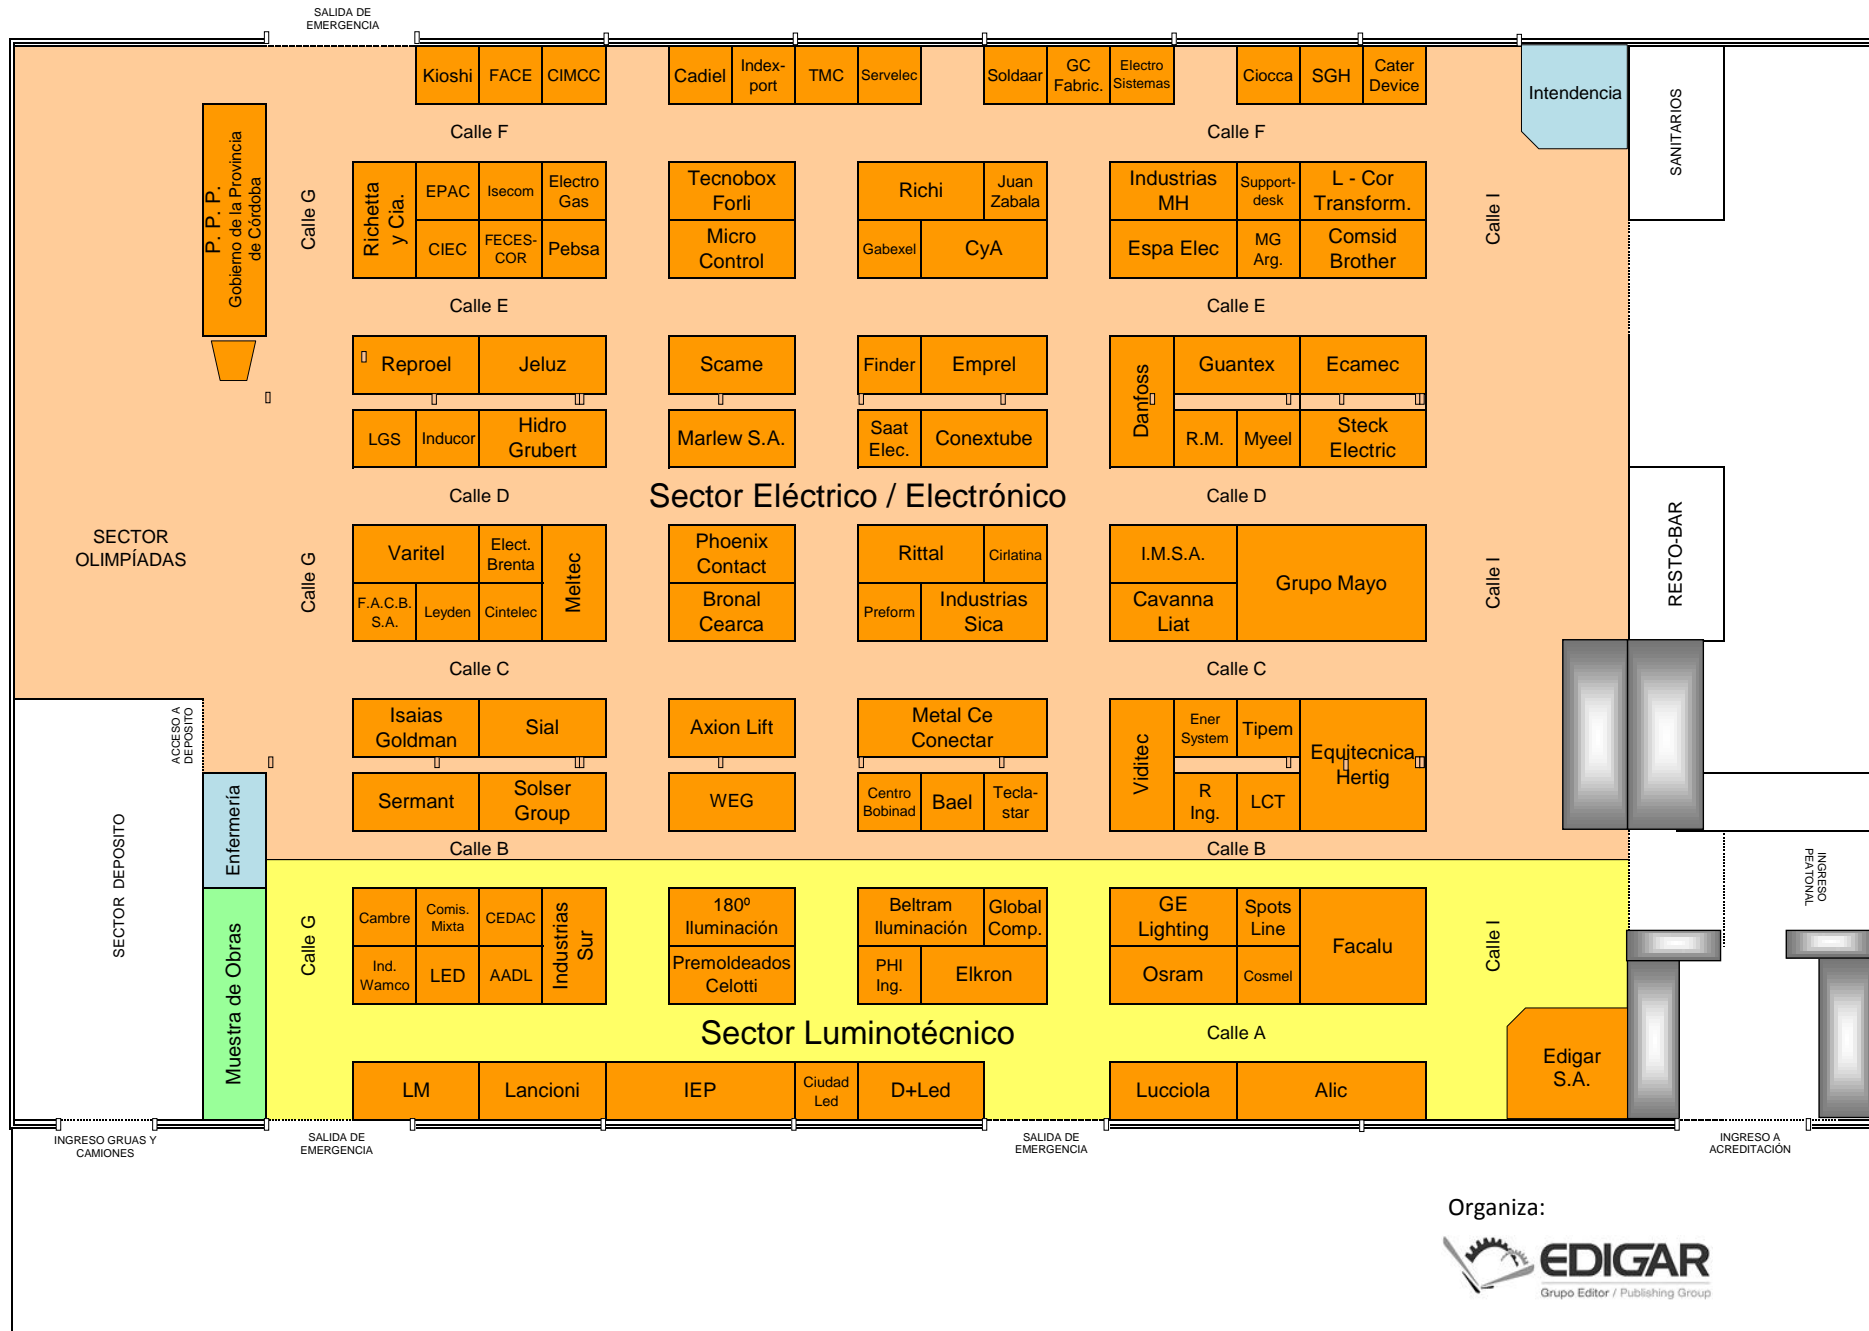 SALIDA DE
EMERGENCIA
Kioshi
FACE
CIMCC
Cadiel
Index-
port
TMC
Servelec
Soldaar
GC
Fabric.
Electro
Sistemas
Ciocca
SGH
Cater
Device
Intendencia
SANITARIOS
Calle F
Calle F
P. P. P.
Gobierno de la Provincia
de Córdoba
Calle G
Richetta
y Cia.
EPAC
Isecom
Electro
Gas
CIEC
FECES-
COR
Pebsa
Tecnobox
Forli
Micro
Control
Richi
Juan
Zabala
Gabexel
CyA
Industrias
MH
Support-
desk
L - Cor
Transform.
Espa Elec
MG
Arg.
Comsid
Brother
Calle I
Calle E
Calle E
Reproel
Jeluz
Scame
Finder
Emprel
Danfoss
Guantex
Ecamec
LGS
Inducor
Hidro
Grubert
Marlew S.A.
Saat
Elec.
Conextube
R.M.
Myeel
Steck
Electric
Calle D
Sector Eléctrico / Electrónico
Calle D
SECTOR
OLIMPÍADAS
Calle G
Varitel
Elect.
Brenta
Meltec
F.A.C.B.
S.A.
Leyden
Cintelec
Phoenix
Contact
Bronal
Cearca
Rittal
Cirlatina
Preform
Industrias
Sica
I.M.S.A.
Cavanna
Liat
Grupo Mayo
Calle I
RESTO-BAR
Calle C
Calle C
ACCESO A
DEPOSITO
Isaias
Goldman
Sial
Axion Lift
Metal Ce
Conectar
Viditec
Ener
System
Tipem
Equitecnica
Hertig
Sermant
Solser
Group
WEG
Centro
Bobinad
Bael
Tecla-
star
R
Ing.
LCT
Enfermería
SECTOR DEPOSITO
Calle B
Calle B
INGRESO
PEATONAL
Muestra de Obras
Calle G
Cambre
Comis.
Mixta
CEDAC
Industrias
Sur
Ind.
Wamco
LED
AADL
180º
Iluminación
Premoldeados
Celotti
Beltram
Iluminación
Global
Comp.
PHI
Ing.
Elkron
GE
Lighting
Spots
Line
Facalu
Osram
Cosmel
Calle I
Sector Luminotécnico
Calle A
LM
Lancioni
IEP
Ciudad
Led
D+Led
Lucciola
Alic
Edigar
S.A.
INGRESO GRUAS Y
CAMIONES
SALIDA DE
EMERGENCIA
SALIDA DE
EMERGENCIA
INGRESO A
ACREDITACIÓN
Organiza:
EDIGAR
Grupo Editor / Publishing Group